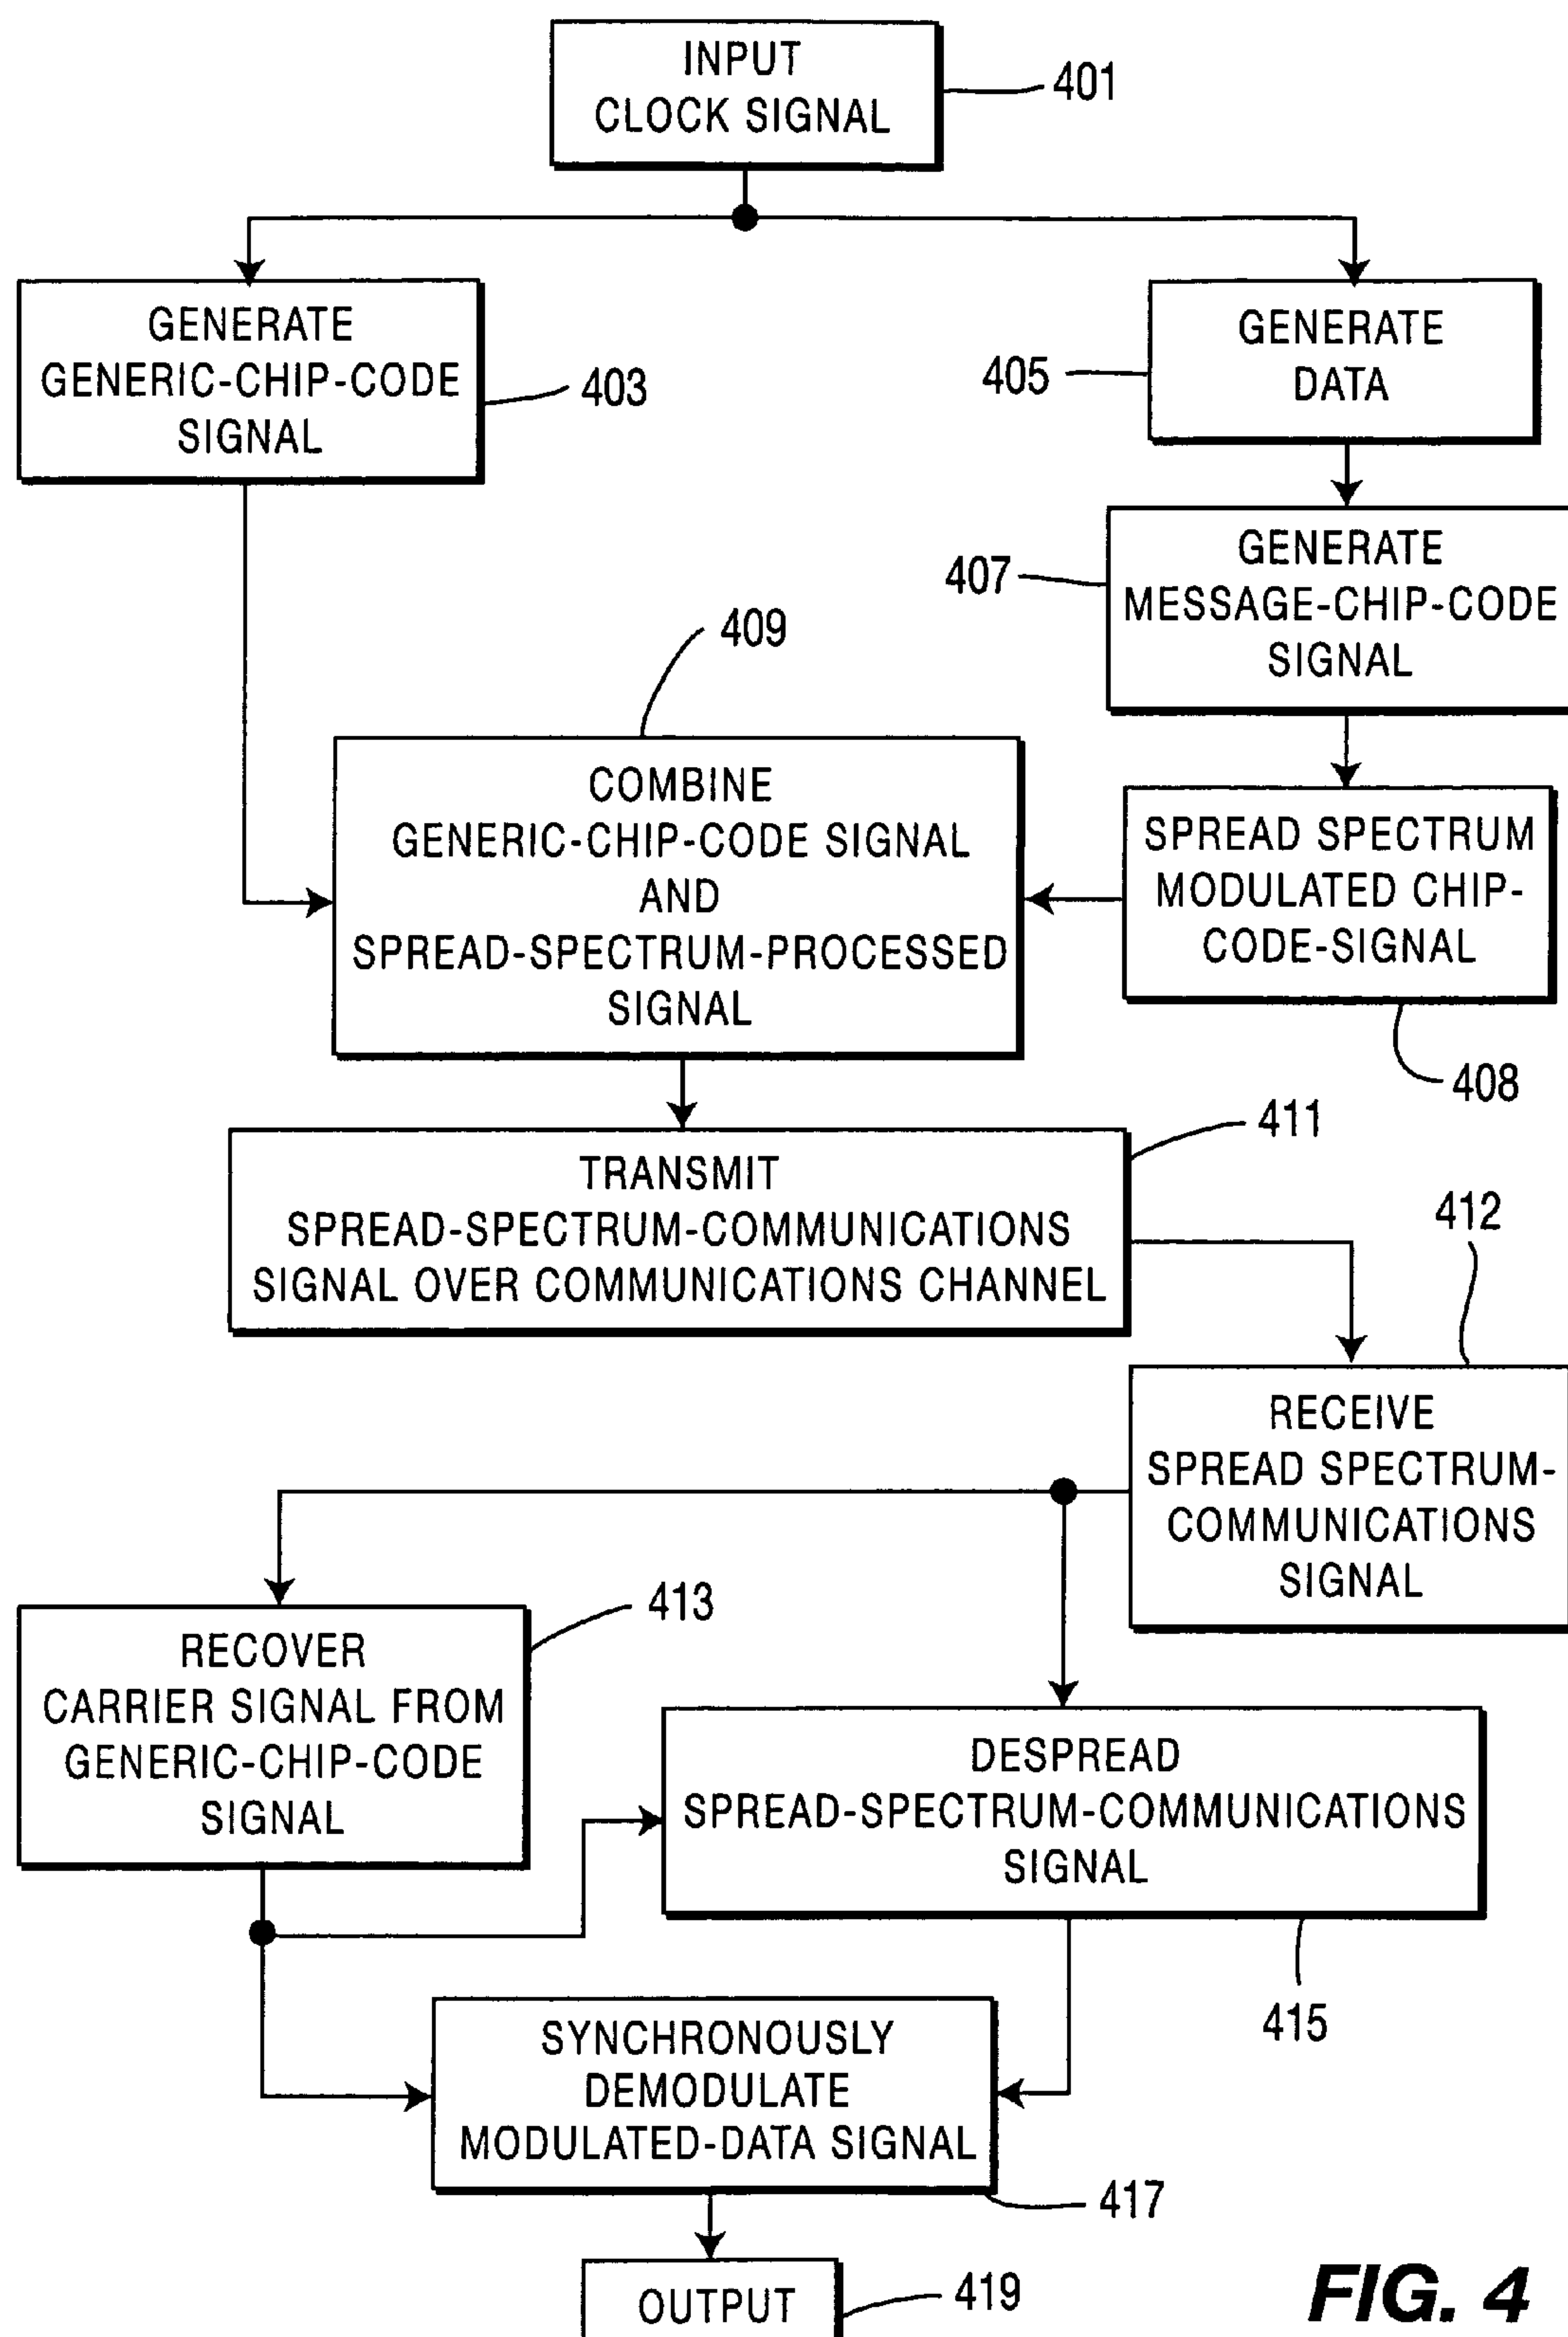 INPUT
CLOCK SIGNAL
401
GENERATE
GENERIC-CHIP-CODE
SIGNAL
403
405
GENERATE
DATA
407
GENERATE
MESSAGE-CHIP-CODE
SIGNAL
409
COMBINE
GENERIC-CHIP-CODE SIGNAL
AND
SPREAD-SPECTRUM-PROCESSED
SIGNAL
SPREAD SPECTRUM
MODULATED CHIP-
CODE-SIGNAL
408
411
TRANSMIT
SPREAD-SPECTRUM-COMMUNICATIONS
SIGNAL OVER COMMUNICATIONS CHANNEL
412
RECEIVE
SPREAD SPECTRUM-
COMMUNICATIONS
SIGNAL
413
RECOVER
CARRIER SIGNAL FROM
GENERIC-CHIP-CODE
SIGNAL
DESPREAD
SPREAD-SPECTRUM-COMMUNICATIONS
SIGNAL
415
SYNCHRONOUSLY
DEMODULATE
MODULATED-DATA SIGNAL
417
OUTPUT
419
FIG. 4